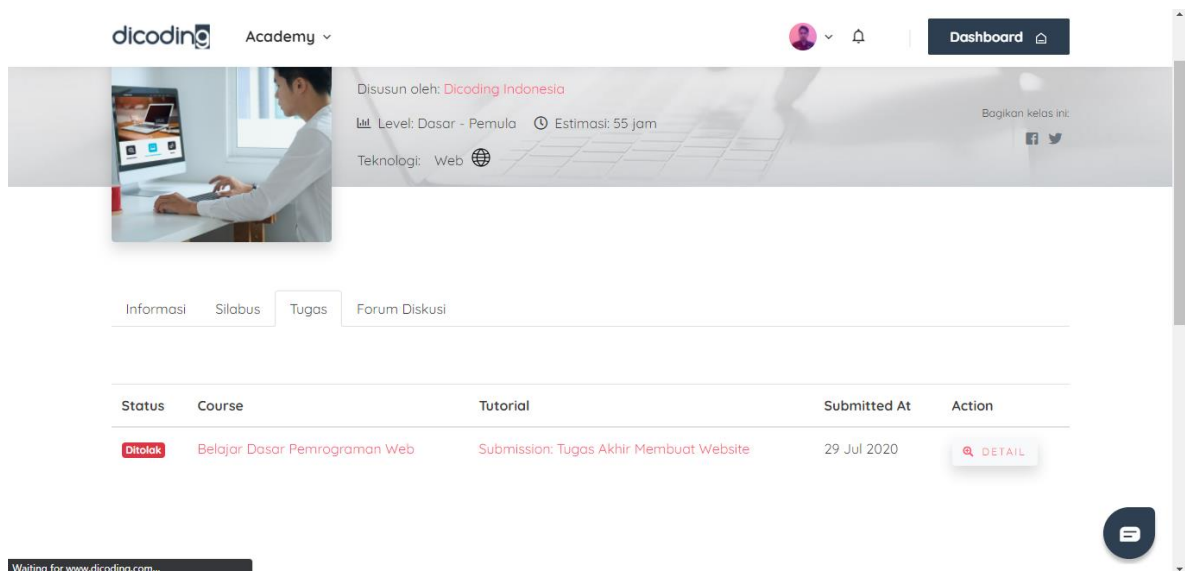 dicoding Academy Dashboard
Disusun oleh: Dicoding Indonesia
Level: Dasar - Pemula Estimasi: 55 jam
Bagikan kelas ini:
Teknologi: Web
Informasi Silabus Tugas Forum Diskusi
Status Course Tutorial Submitted At Action
Ditolak Belajar Dasar Pemrograman Web Submission: Tugas Akhir Membuat Website 29 Jul 2020 DETAIL
Waiting for www.dicoding.com...